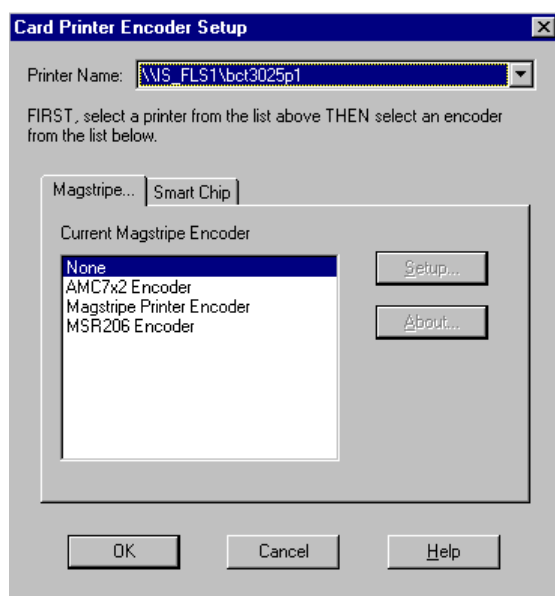 Card Printer Encoder Setup
Printer Name: \\IS_FLS1\bct3025p1
FIRST, select a printer from the list above THEN select an encoder
from the list below.
Magstripe... Smart Chip
Current Magstripe Encoder
None
AMC7x2 Encoder
Magstripe Printer Encoder
MSR206 Encoder
Setup...
About...
OK Cancel Help